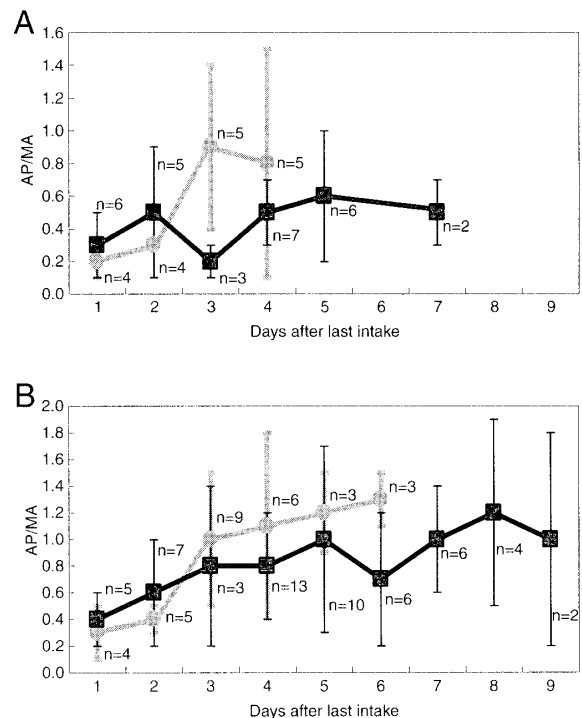 A
1.6
1.4
1.2
1.0
0.8
0.6
0.4
0.2
0.0
AP/MA
n=6
n=4
n=5
n=4
n=5
n=3
n=5
n=7
n=6
n=2
1 2 3 4 5 6 7 8 9
Days after last intake
B
2.0
1.8
1.6
1.4
1.2
1.0
0.8
0.6
0.4
0.2
0.0
AP/MA
n=5
n=4
n=7
n=5
n=9
n=3
n=6
n=13
n=3
n=10
n=3
n=6
n=6
n=4
n=2
1 2 3 4 5 6 7 8 9
Days after last intake